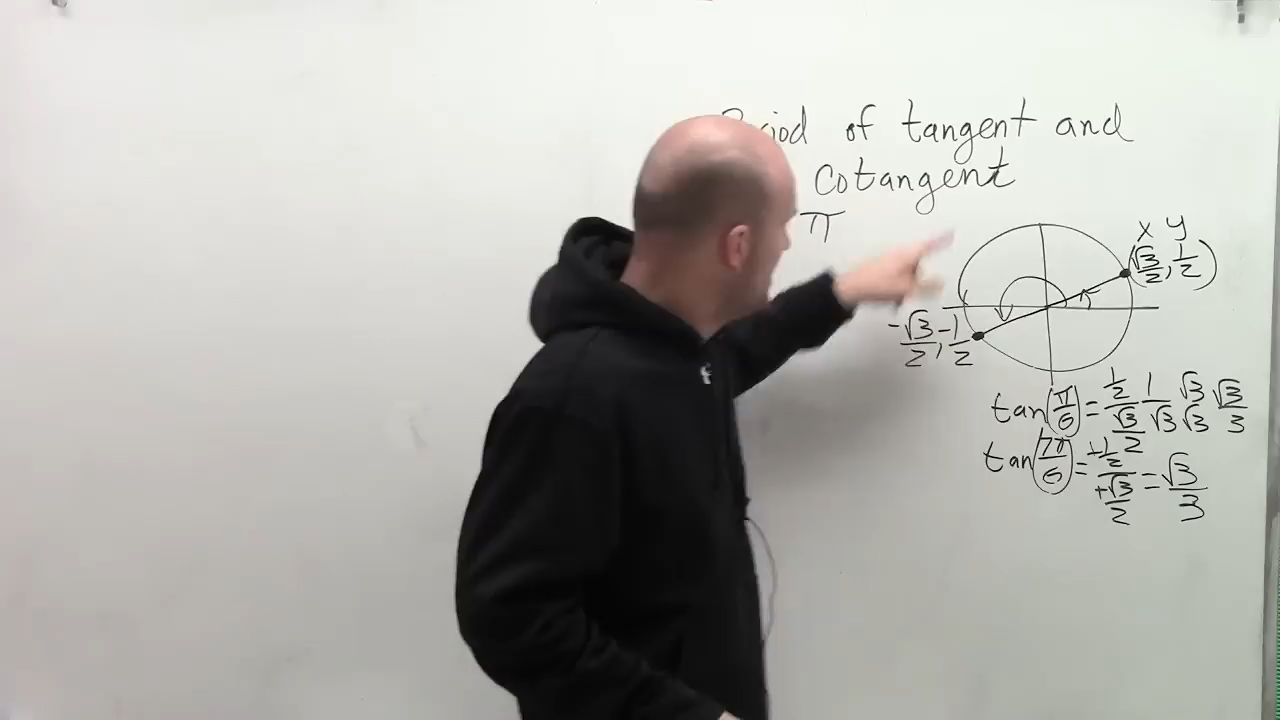 Period of tangent and
cotangent
π
x y
(√3/2, 1/2)
-√3/2, -1/2
tan(π/6) = 1/2 / √3/2 1/√3 √3/√3 √3/3
tan(7π/6) = +1/2 / +√3/2 = √3/3